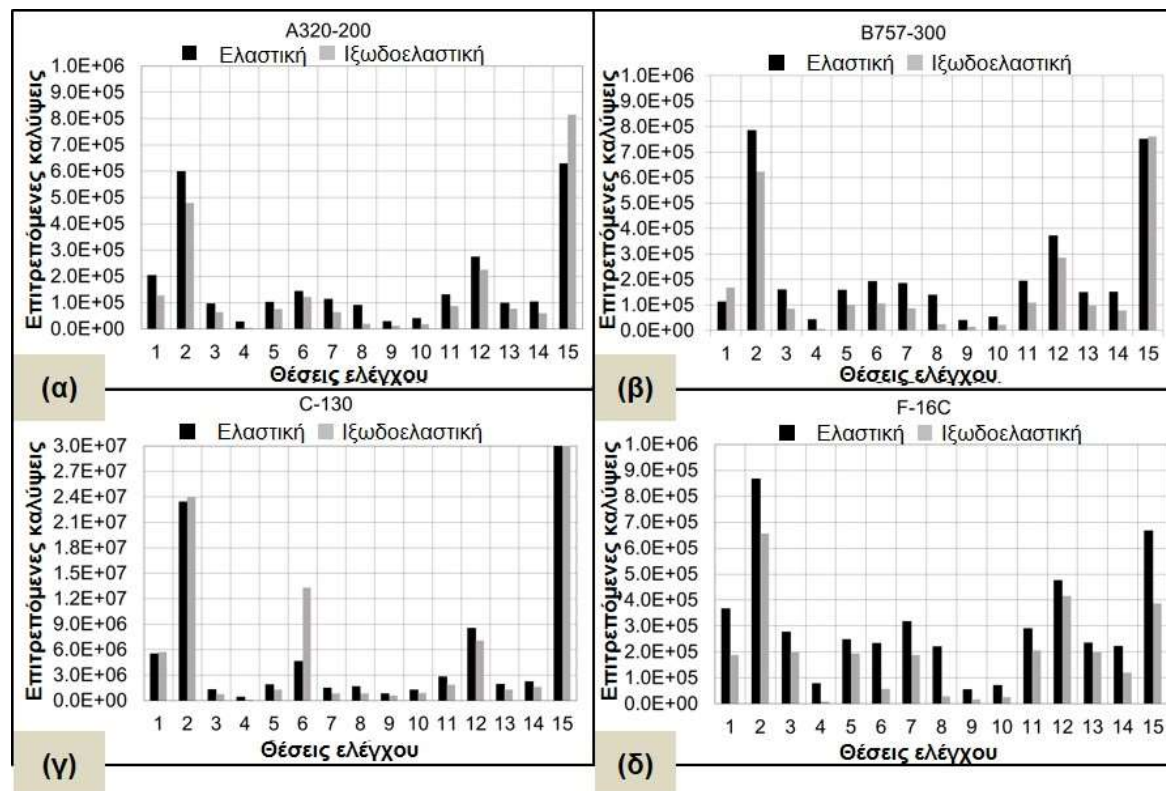 A320-200
Ελαστική Ιξωδοελαστική
Επιτρεπόμενες καλύψεις
1.0E+06
9.0E+05
8.0E+05
7.0E+05
6.0E+05
5.0E+05
4.0E+05
3.0E+05
2.0E+05
1.0E+05
0.0E+00
1 2 3 4 5 6 7 8 9 10 11 12 13 14 15
Θέσεις ελέγχου
(α)
B757-300
Ελαστική Ιξωδοελαστική
Επιτρεπόμενες καλύψεις
1.0E+06
9.0E+05
8.0E+05
7.0E+05
6.0E+05
5.0E+05
4.0E+05
3.0E+05
2.0E+05
1.0E+05
0.0E+00
1 2 3 4 5 6 7 8 9 10 11 12 13 14 15
Θέσεις ελέγχου
(β)
C-130
Ελαστική Ιξωδοελαστική
Επιτρεπόμενες καλύψεις
3.0E+07
2.7E+07
2.4E+07
2.1E+07
1.8E+07
1.5E+07
1.2E+07
9.0E+06
6.0E+06
3.0E+06
0.0E+00
1 2 3 4 5 6 7 8 9 10 11 12 13 14 15
Θέσεις ελέγχου
(γ)
F-16C
Ελαστική Ιξωδοελαστική
Επιτρεπόμενες καλύψεις
1.0E+06
9.0E+05
8.0E+05
7.0E+05
6.0E+05
5.0E+05
4.0E+05
3.0E+05
2.0E+05
1.0E+05
0.0E+00
1 2 3 4 5 6 7 8 9 10 11 12 13 14 15
Θέσεις ελέγχου
(δ)